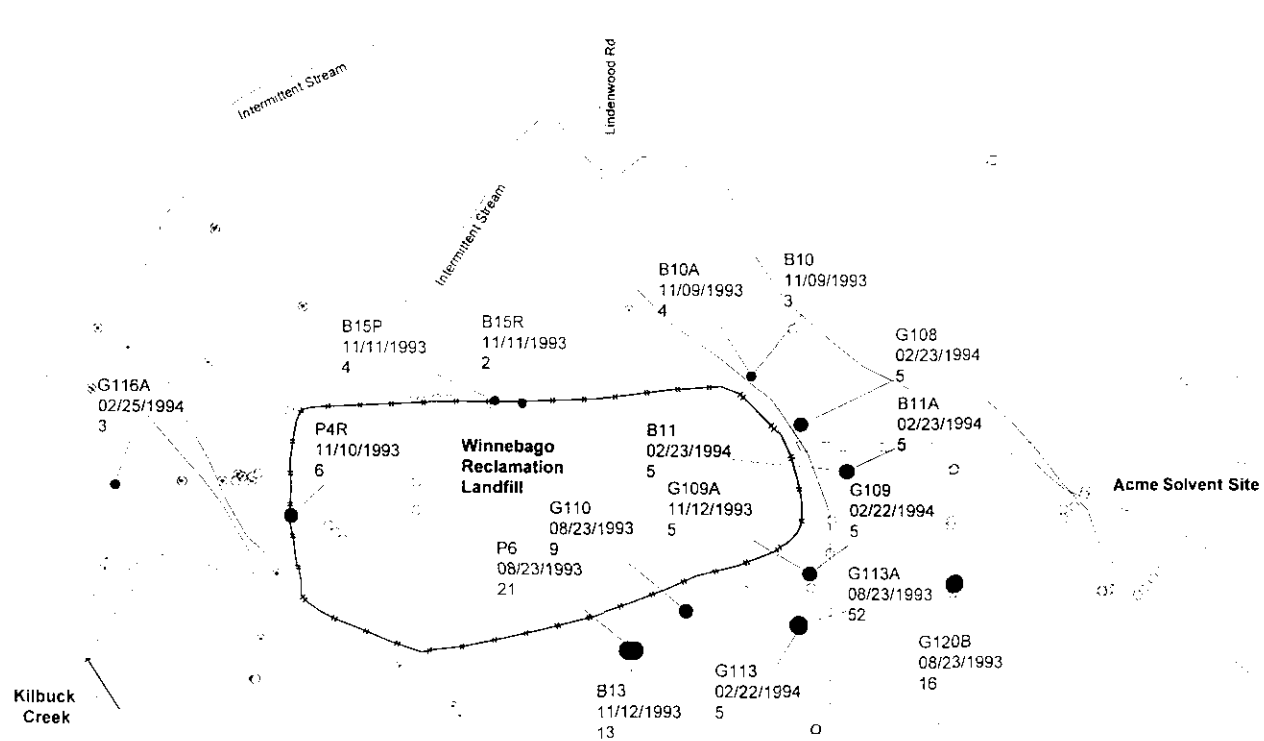 Intermittent Stream
Lindenwood Rd
Intermittent Stream
B10A
11/09/1993
4
B10
11/09/1993
3
B15P
11/11/1993
4
B15R
11/11/1993
2
G108
02/23/1994
5
G116A
02/25/1994
3
P4R
11/10/1993
6
Winnebago
Reclamation
Landfill
B11
02/23/1994
5
B11A
02/23/1994
5
G109A
11/12/1993
5
G109
02/22/1994
5
Acme Solvent Site
G110
08/23/1993
9
P6
08/23/1993
21
G113A
08/23/1993
52
G120B
08/23/1993
16
G113
02/22/1994
5
B13
11/12/1993
13
Kilbuck
Creek